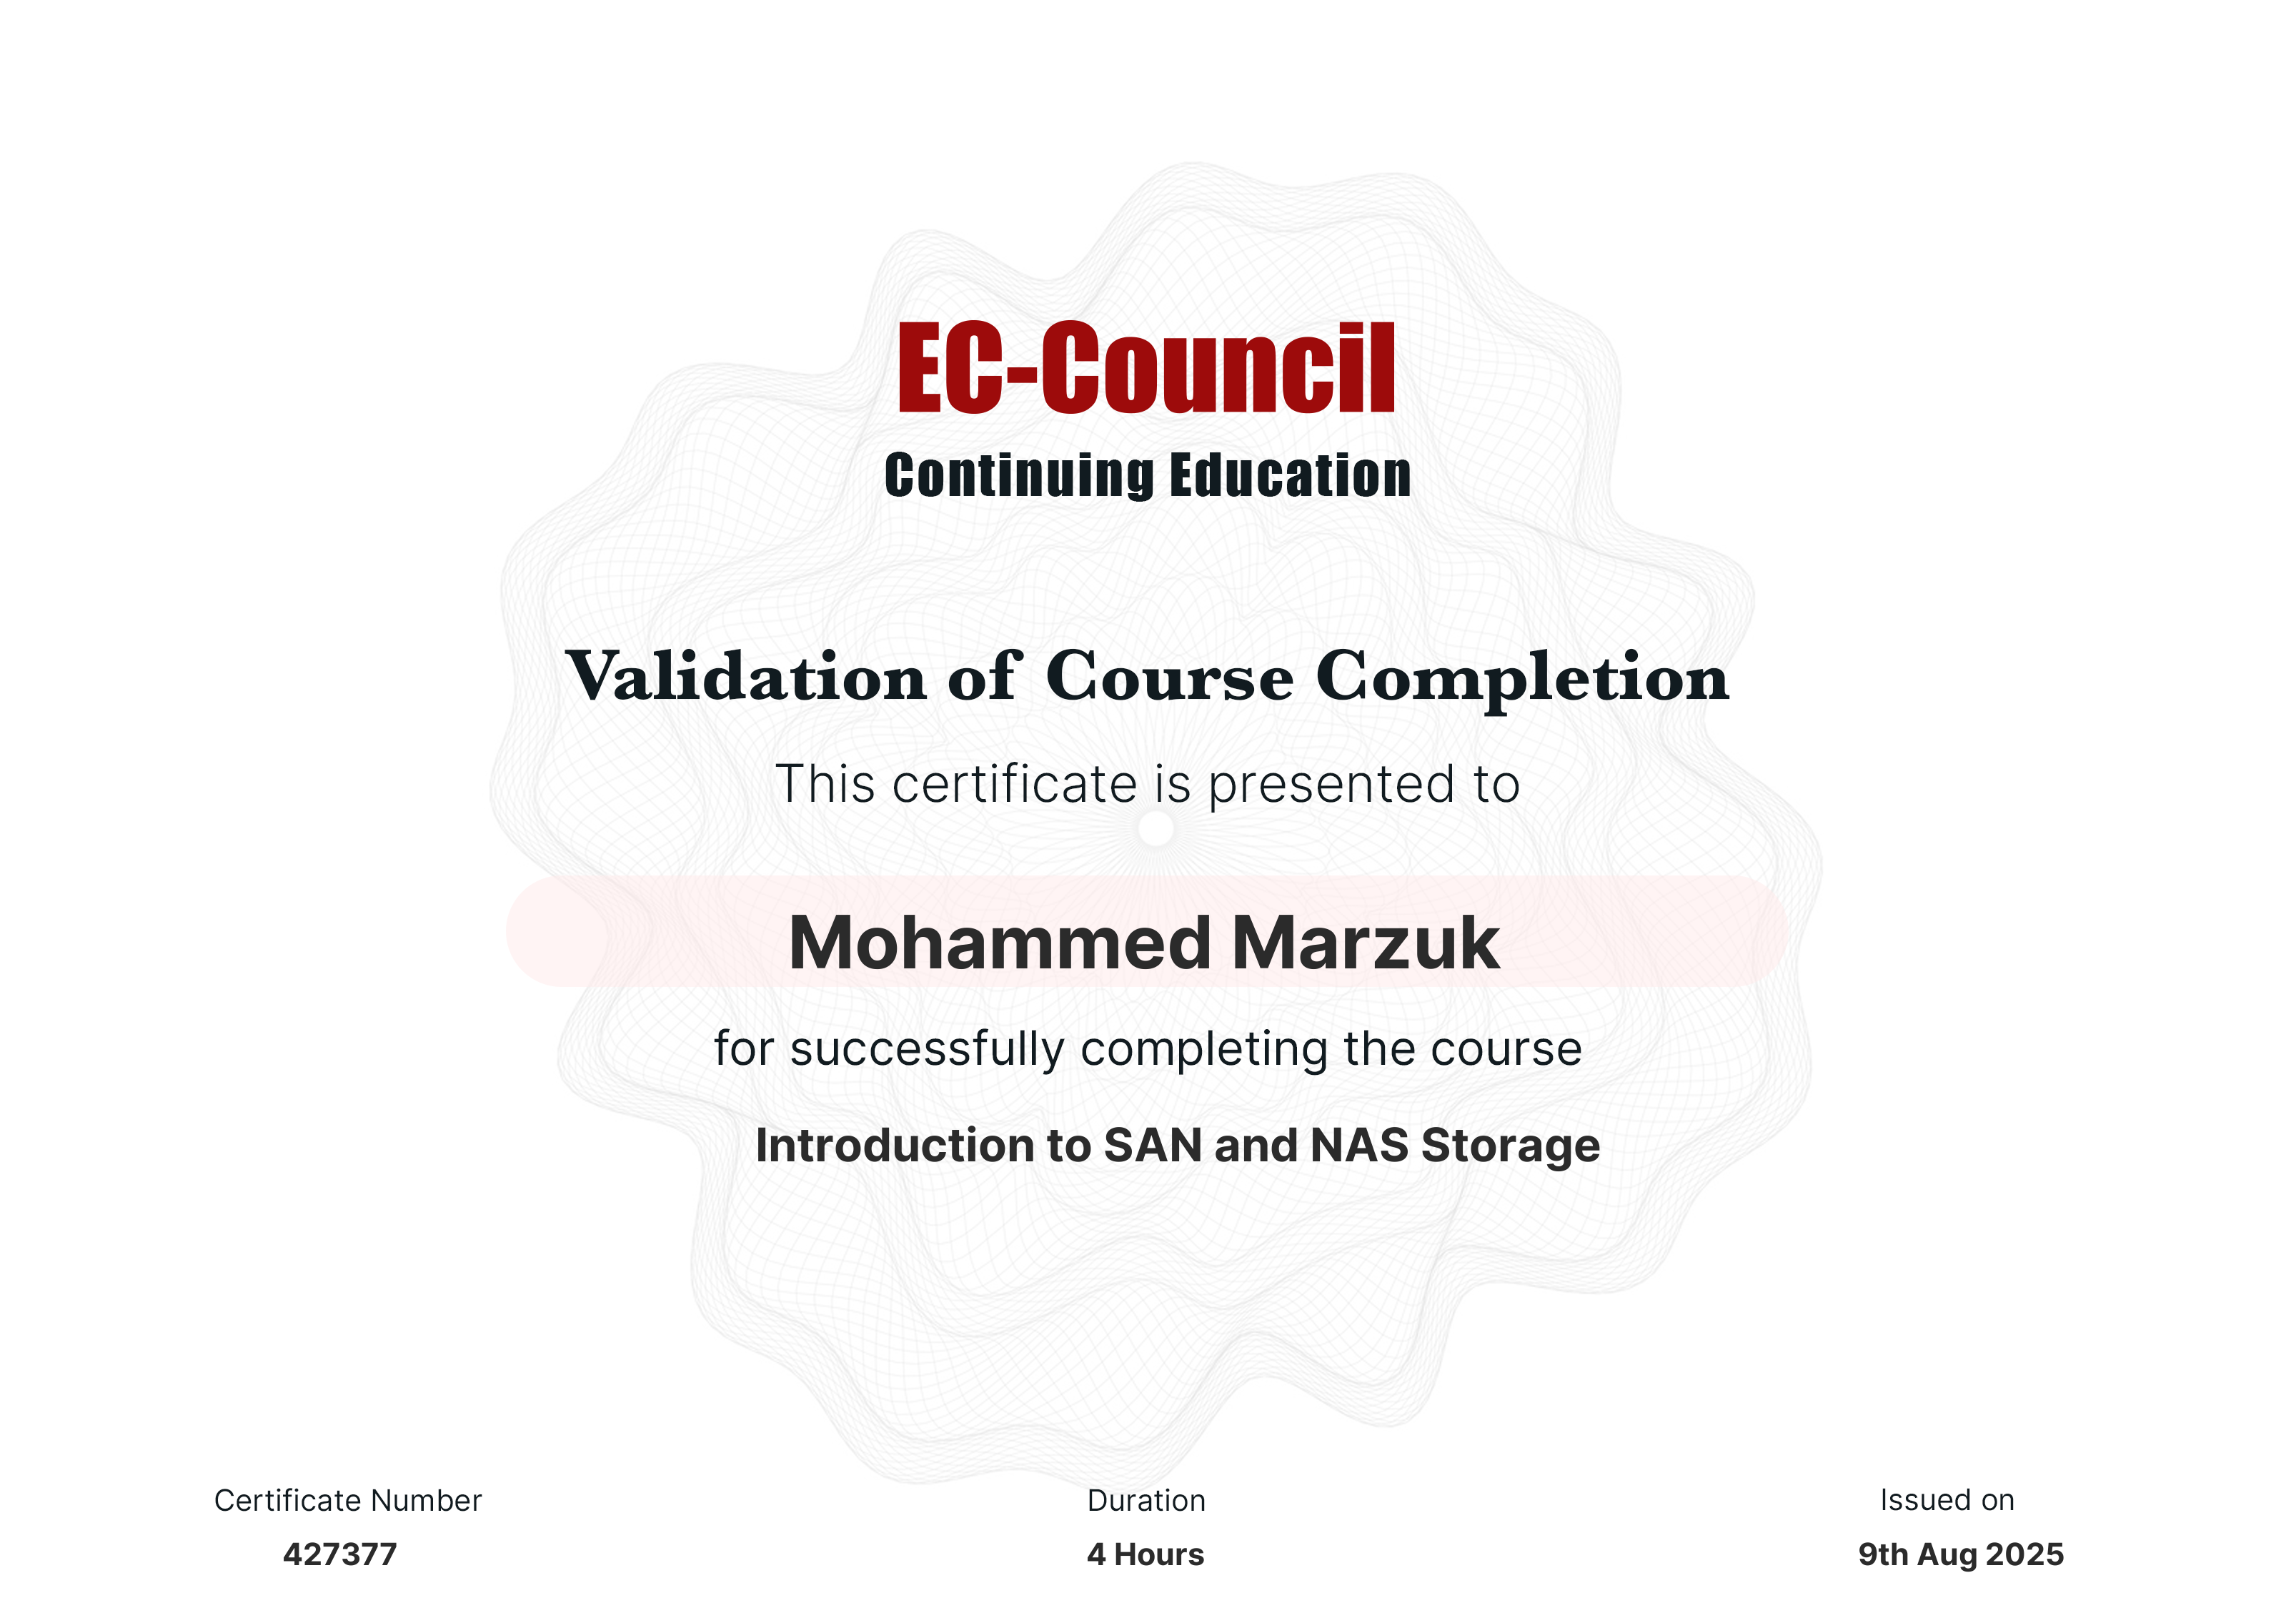 EC-Council
Continuing Education
Validation of Course Completion
This certificate is presented to
Mohammed Marzuk
for successfully completing the course
Introduction to SAN and NAS Storage
Certificate Number
427377
Duration
4 Hours
Issued on
9th Aug 2025